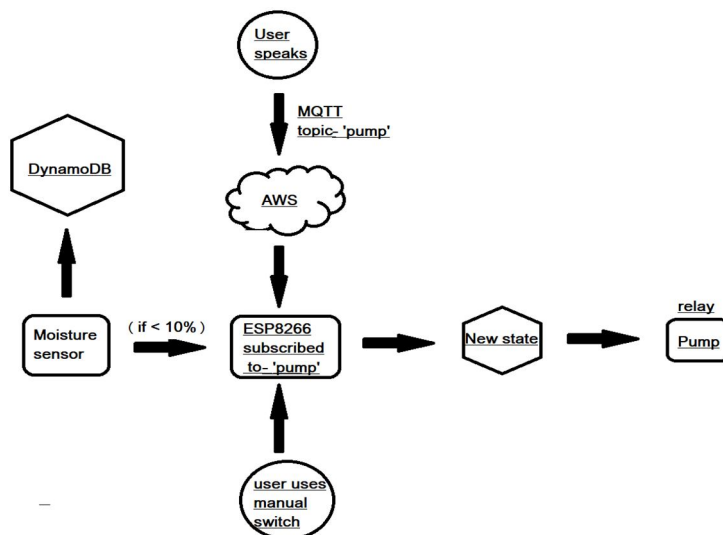 User
speaks
MQTT
topic- 'pump'
DynamoDB
AWS
Moisture
sensor
( if < 10% )
ESP8266
subscribed
to- 'pump'
New state
relay
Pump
user uses
manual
switch